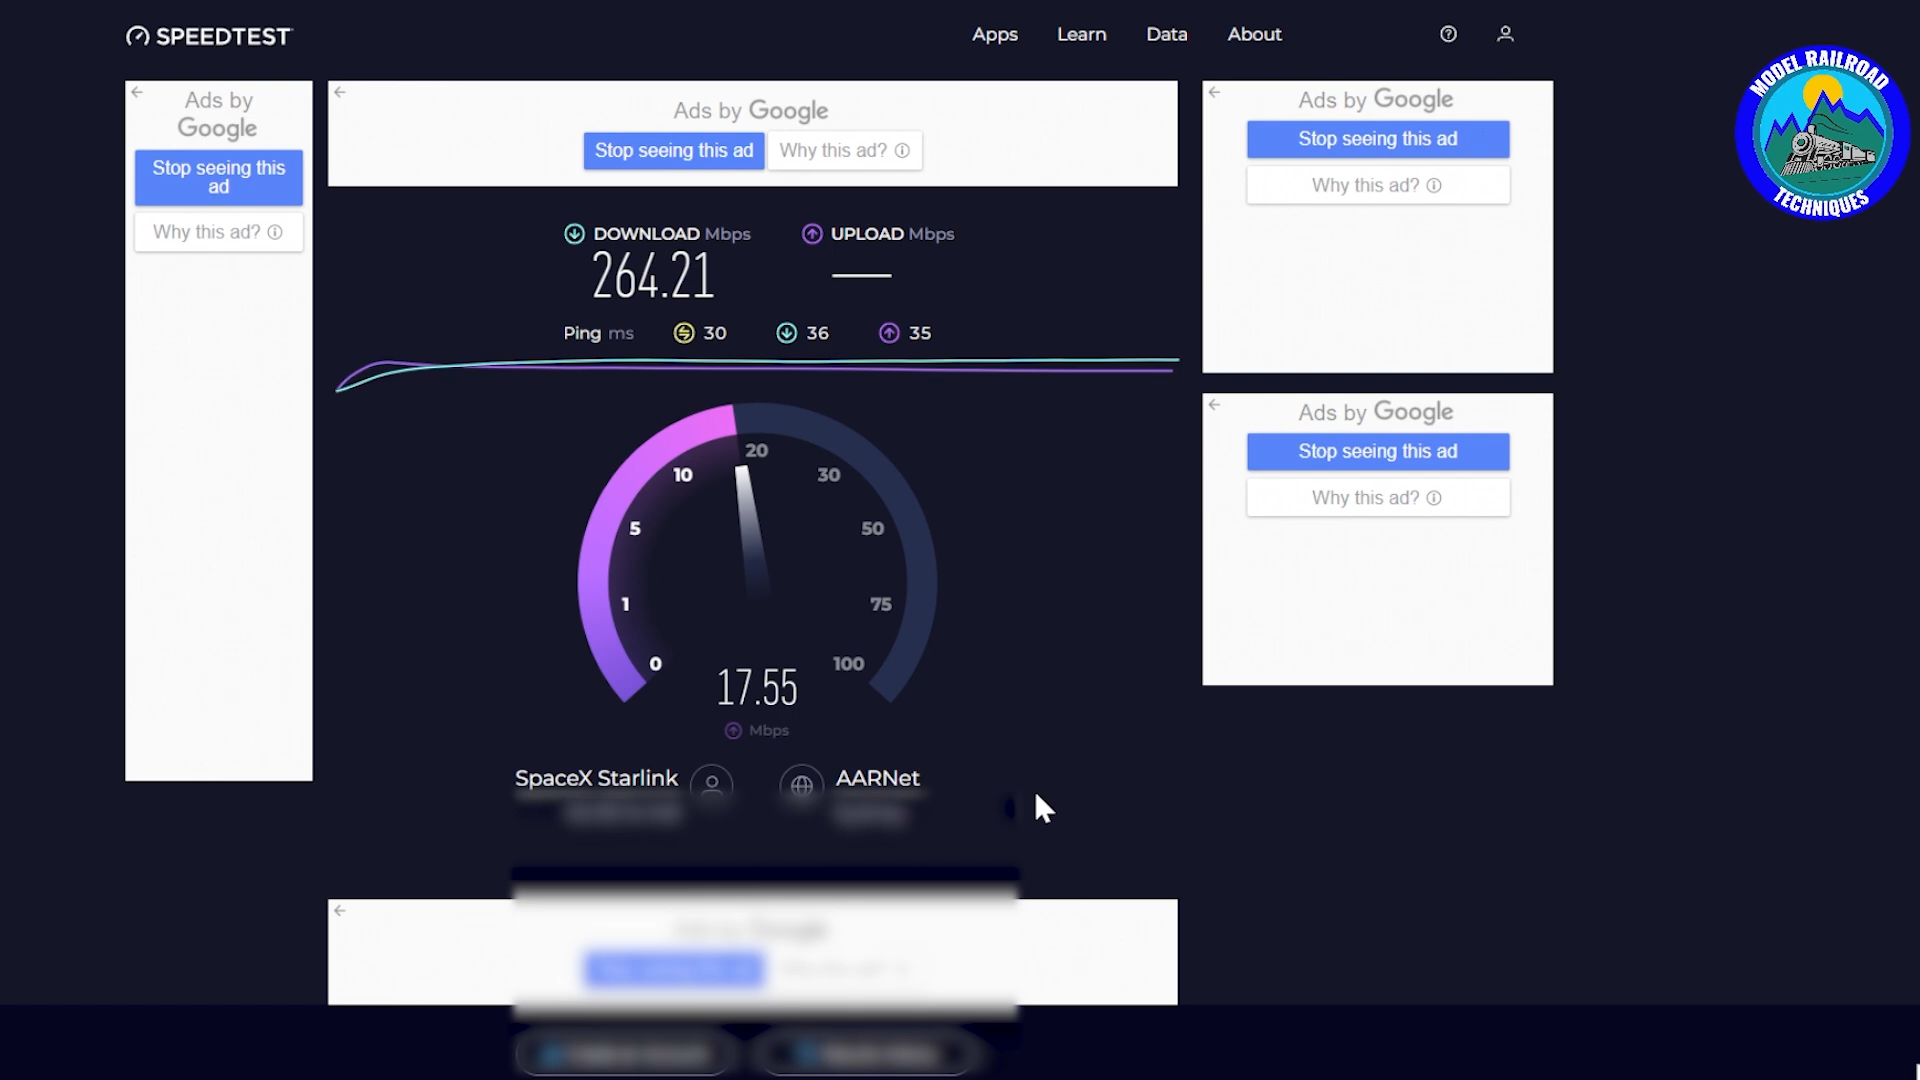 SPEEDTEST
Apps Learn Data About
Ads by
Google
Stop seeing this
ad
Why this ad?
Ads by Google
Stop seeing this ad Why this ad?
Ads by Google
Stop seeing this ad
Why this ad?
MODEL RAILROAD
TECHNIQUES
DOWNLOAD Mbps UPLOAD Mbps
264.21
Ping ms 30 36 35
Ads by Google
Stop seeing this ad
Why this ad?
0
1
5
10
20
30
50
75
100
17.55
Mbps
SpaceX Starlink AARNet